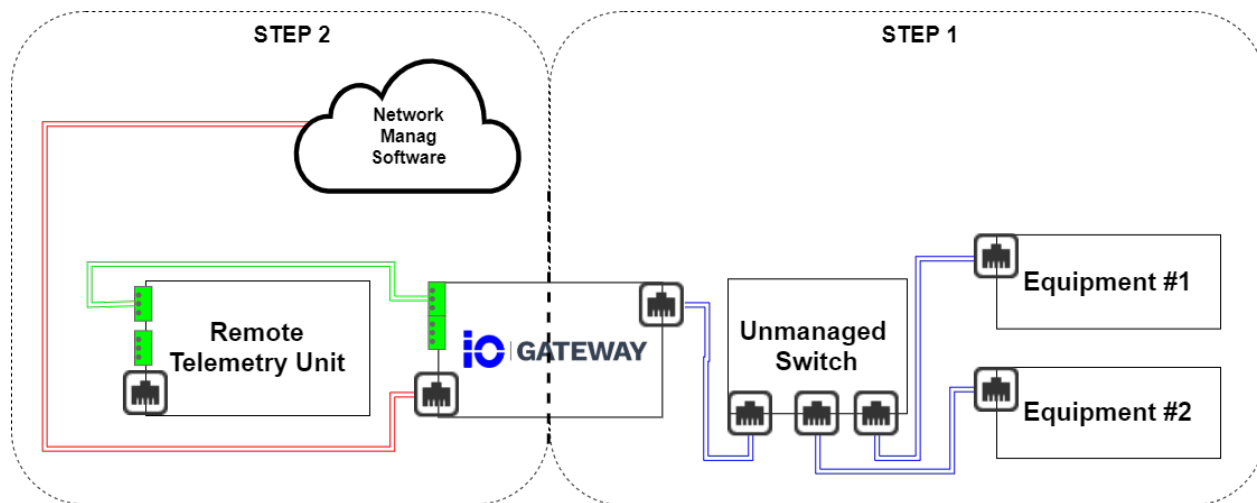 STEP 2
STEP 1
Network
Manag
Software
Remote
Telemetry Unit
iO GATEWAY
Unmanaged
Switch
Equipment #1
Equipment #2